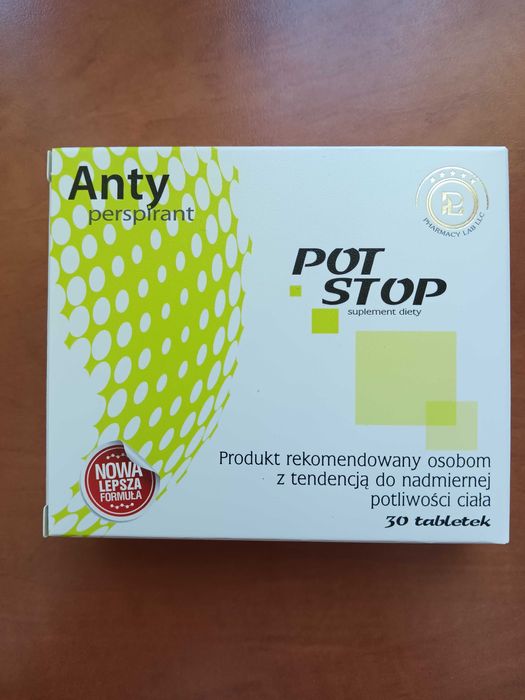 Anty
perspirant
PL
PHARMACY LAB LLC
POT
STOP
suplement diety
NOWA
LEPSZA
FORMUŁA
Produkt rekomendowany osobom
z tendencją do nadmiernej
potliwości ciała
30 tabletek